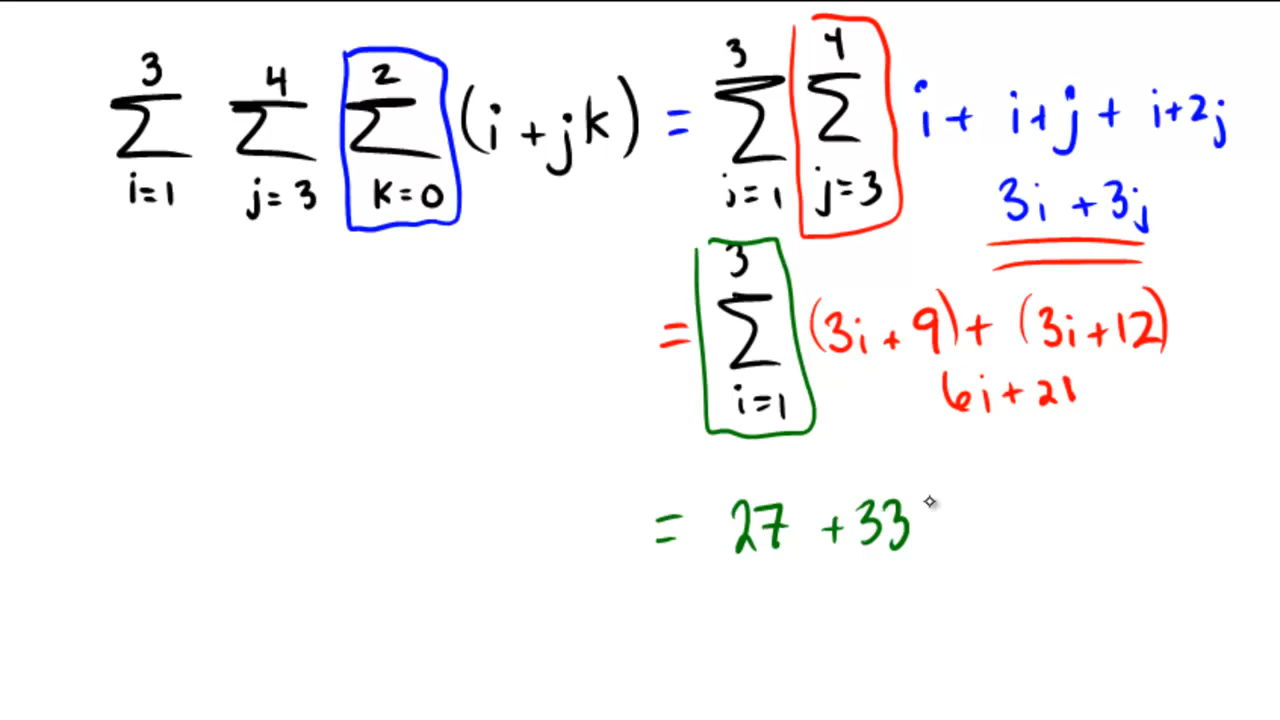 3 4 2 3 4
∑ ∑ ∑ (i + jk) = ∑ ∑ i + i+j + i+2j
i=1 j=3 k=0 i=1 j=3 3i + 3j
3
= ∑ (3i + 9) + (3i + 12)
i=1 6i + 21
= 27 + 33